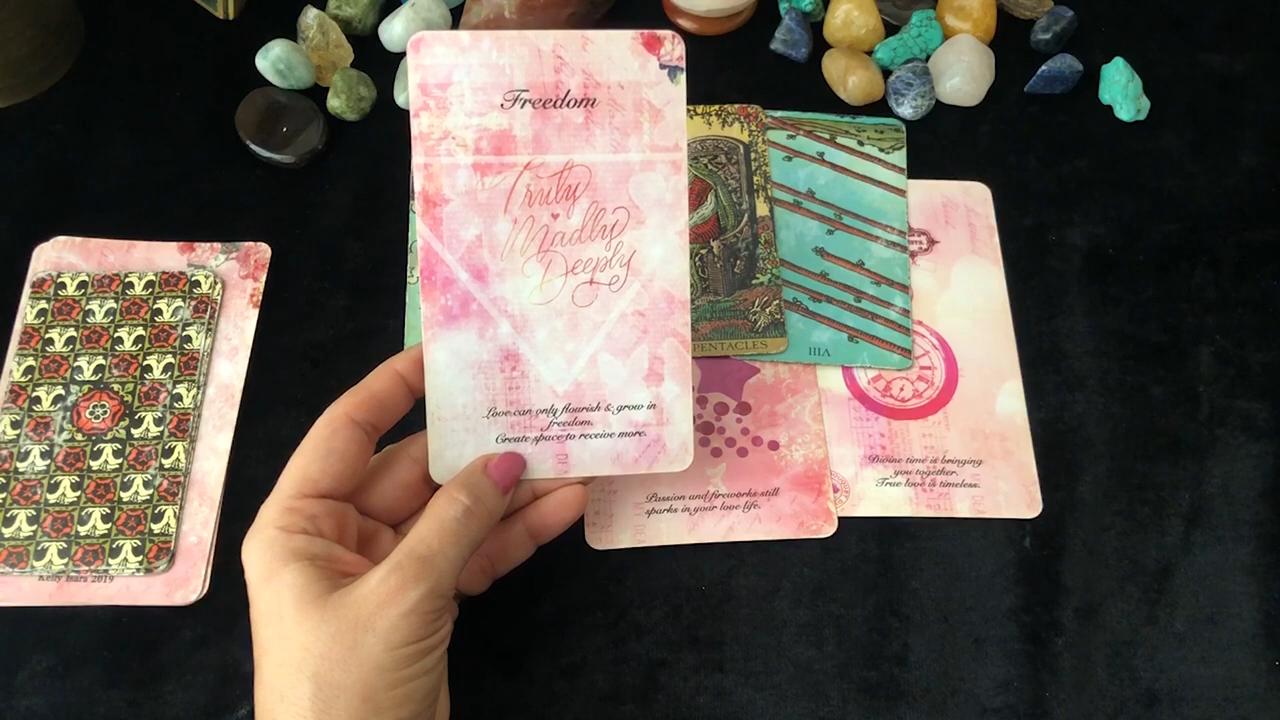 Freedom
Truly
Madly
Deeply
Love can only flourish & grow in
freedom.
Create space to receive more.
PENTACLES
VIII
Passion and fireworks still
sparks in your love life.
Divine time is bringing
you together.
True love is timeless.
Kelly Isara 2019